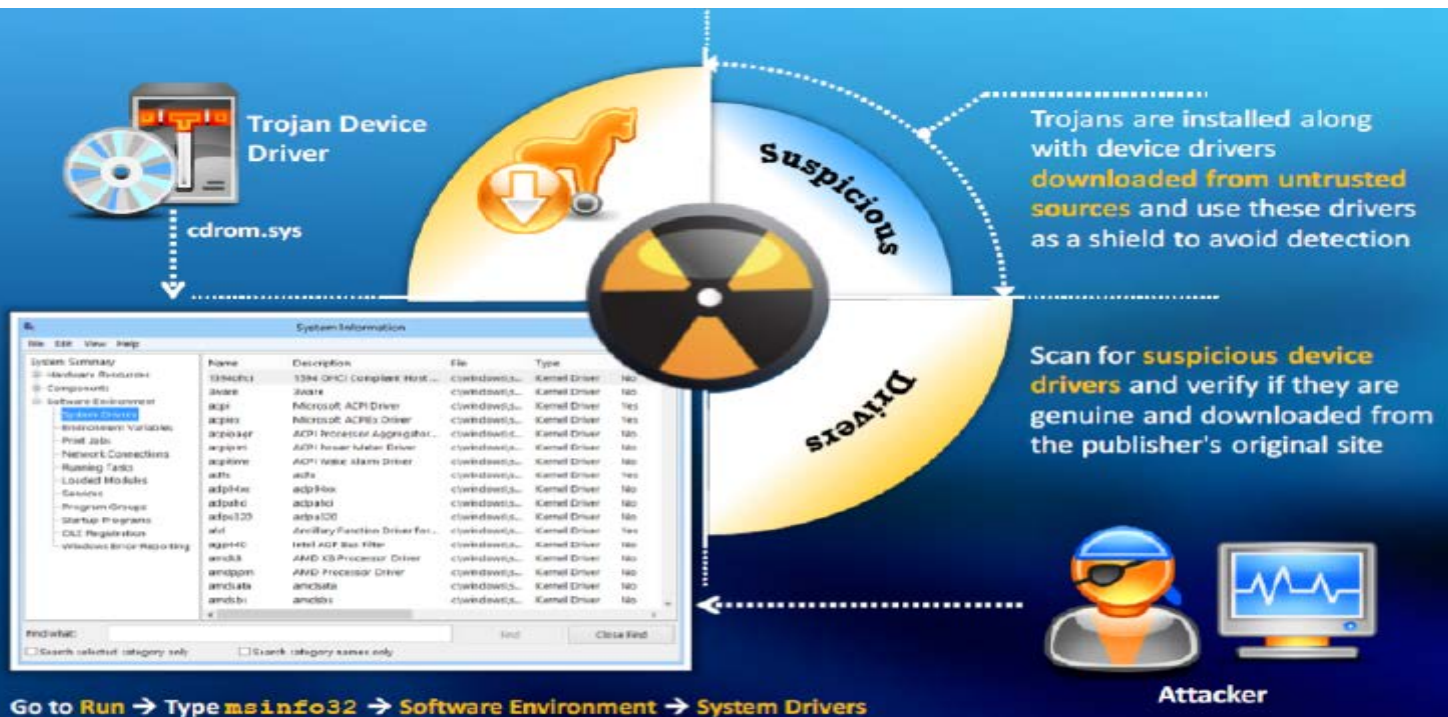 Trojan Device
Driver
cdrom.sys
Suspicious
Drivers
Trojans are installed along
with device drivers
downloaded from untrusted
sources and use these drivers
as a shield to avoid detection
Scan for suspicious device
drivers and verify if they are
genuine and downloaded from
the publisher's original site
System Information
File Edit View Help
System Summary
Hardware Resources
Components
Software Environment
System Drivers
Environment Variables
Print Jobs
Network Connections
Running Tasks
Loaded Modules
Services
Program Groups
Startup Programs
OLE Registration
Windows Error Reporting
Name Description File Type
1394ohci 1394 OHCI Compliant Host ... c:\windows\s... Kernel Driver No
3ware 3ware c:\windows\s... Kernel Driver No
acpi Microsoft ACPI Driver c:\windows\s... Kernel Driver Yes
acpiex Microsoft ACPIEx Driver c:\windows\s... Kernel Driver Yes
acpipagr ACPI Processor Aggregator... c:\windows\s... Kernel Driver No
acpipmi ACPI Power Meter Driver c:\windows\s... Kernel Driver No
acpitime ACPI Wake Alarm Driver c:\windows\s... Kernel Driver No
c:\windows\s... Kernel Driver Yes
adp94xx adp94xx c:\windows\s... Kernel Driver No
adpahci adpahci c:\windows\s... Kernel Driver No
adpu320 adpu320 c:\windows\s... Kernel Driver No
afd Ancillary Function Driver for... c:\windows\s... Kernel Driver Yes
agp440 Intel AGP Bus Filter c:\windows\s... Kernel Driver No
amdk8 AMD K8 Processor Driver c:\windows\s... Kernel Driver No
amdppm AMD Processor Driver c:\windows\s... Kernel Driver No
amdsata amdsata c:\windows\s... Kernel Driver No
amdsbs amdsbs c:\windows\s... Kernel Driver No
Find what: Find Close Find
Search selected category only Search category names only
Attacker
Go to Run → Type msinfo32 → Software Environment → System Drivers